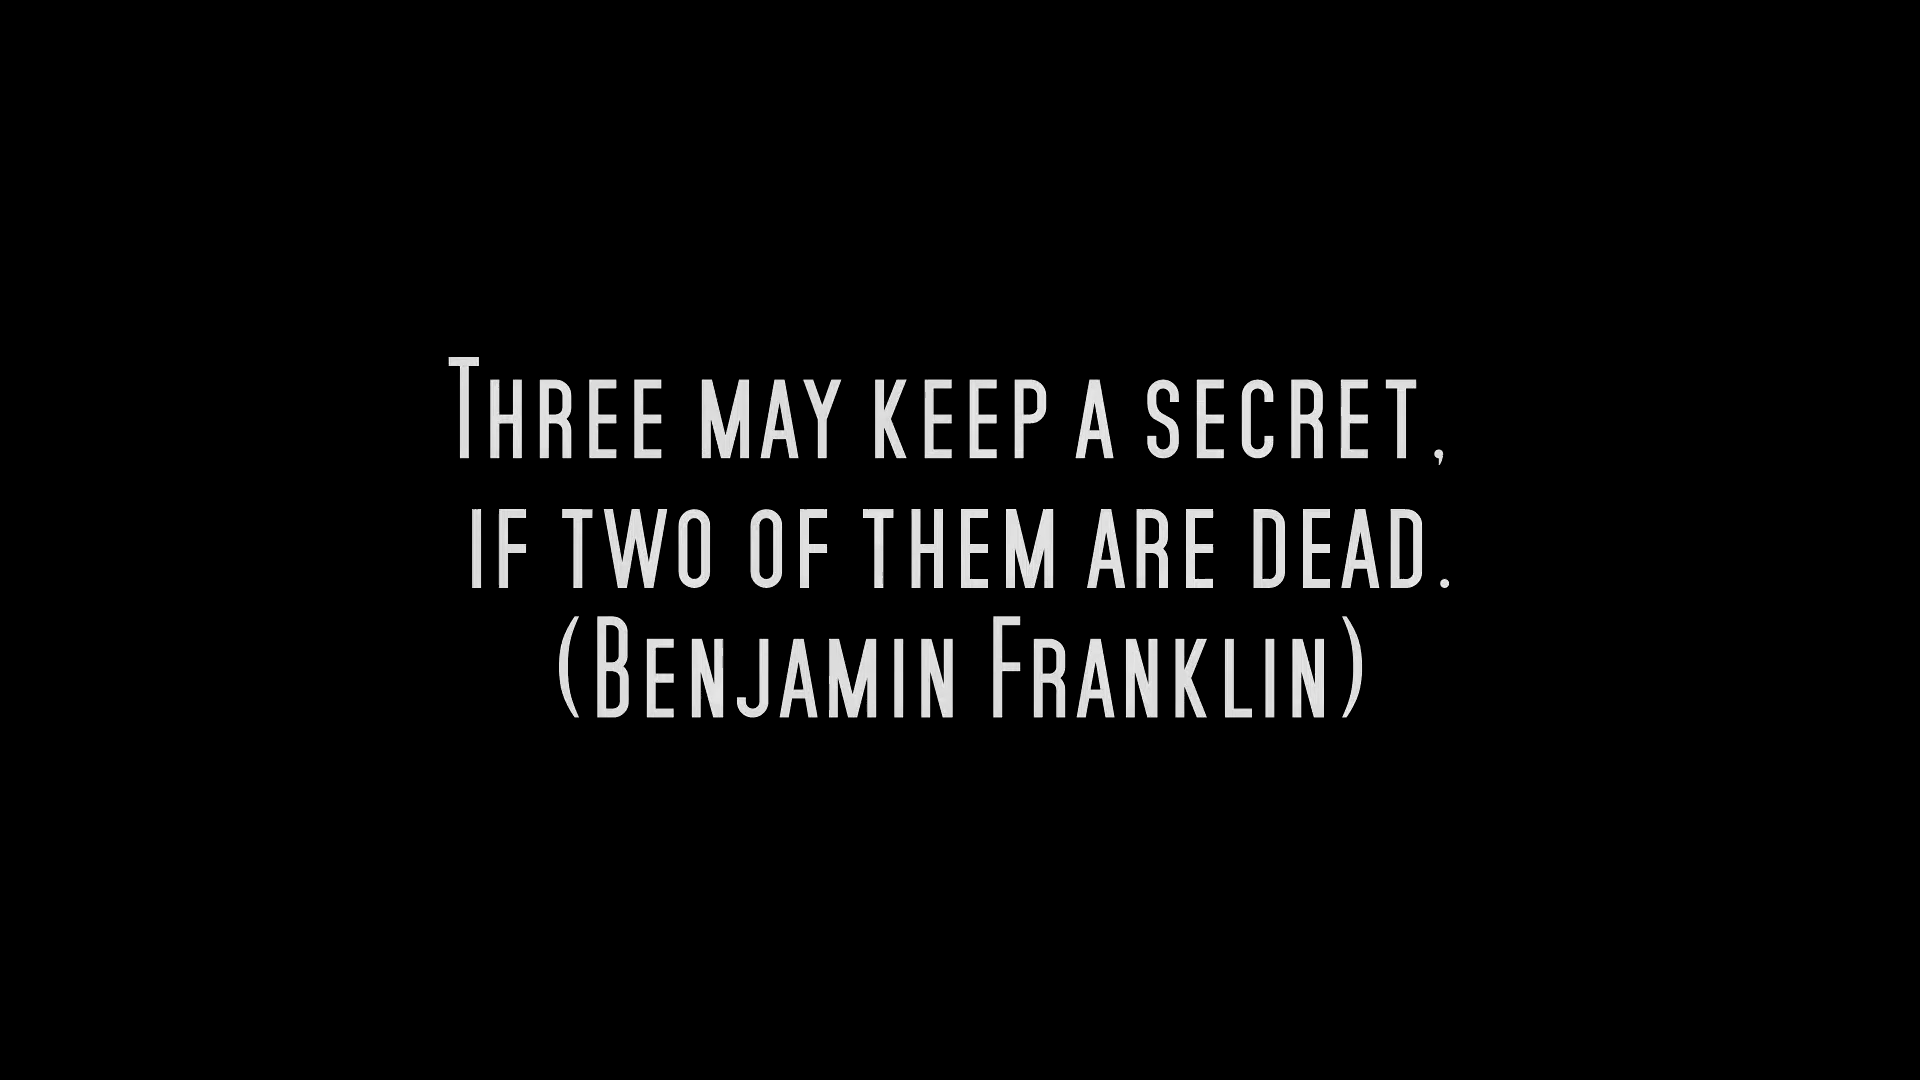 Three may keep a secret,
if two of them are dead.
(Benjamin Franklin)